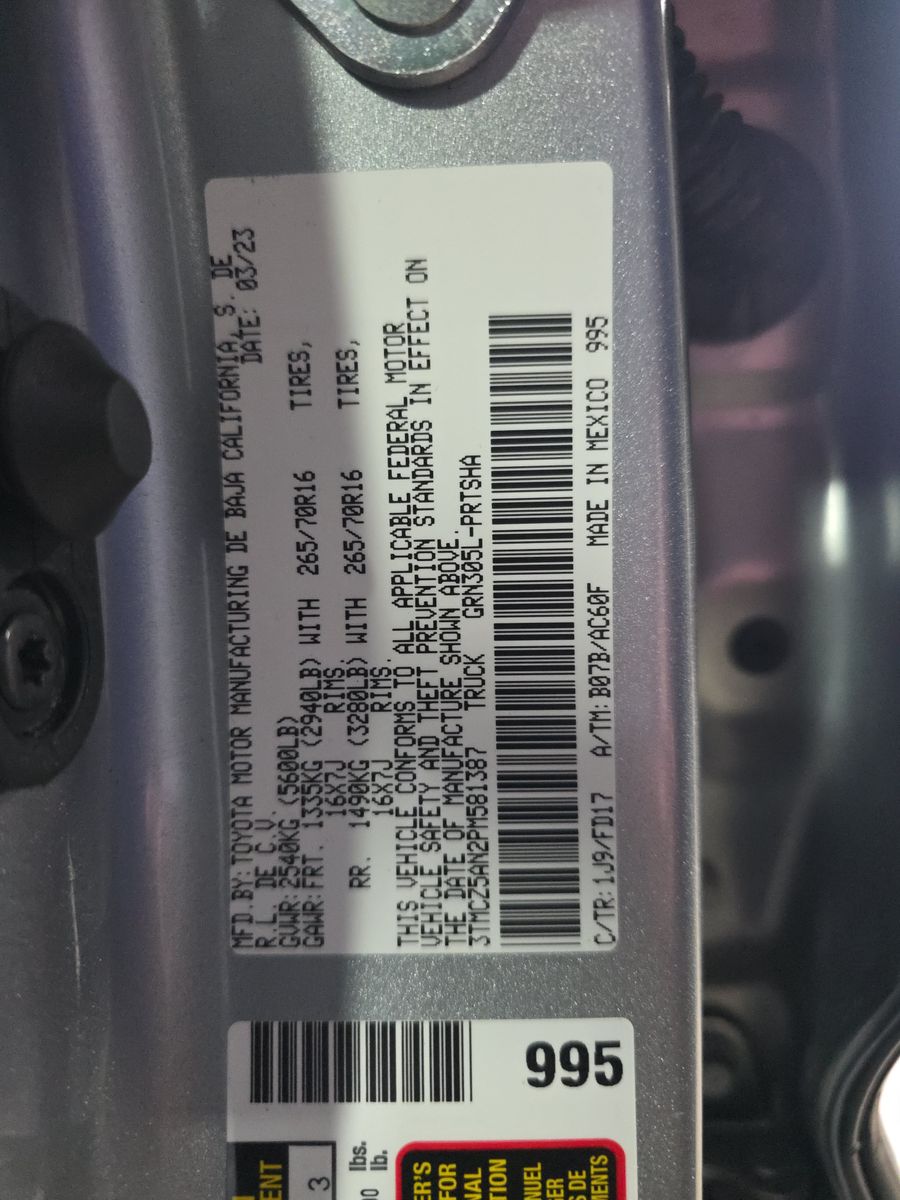 MFD.BY:TOYOTA MOTOR MANUFACTURING DE BAJA CALIFORNIA, S. DE
R.L. DE C.V. DATE: 03/23
GVWR:2540KG (5600LB)
GAWR:FRT. 1335KG (2940LB) WITH 265/70R16 TIRES,
16X7J RIMS.
RR. 1490KG (3280LB) WITH 265/70R16 TIRES,
16X7J RIMS.
THIS VEHICLE CONFORMS TO ALL APPLICABLE FEDERAL MOTOR
VEHICLE SAFETY AND THEFT PREVENTION STANDARDS IN EFFECT ON
THE DATE OF MANUFACTURE SHOWN ABOVE.
3TMCZ5AN2PM581387 TRUCK GRN305L-PRTSHA
C/TR:1J9/FD17 A/TM:B07B/AC60F MADE IN MEXICO 995
995
3
lbs.
lb.